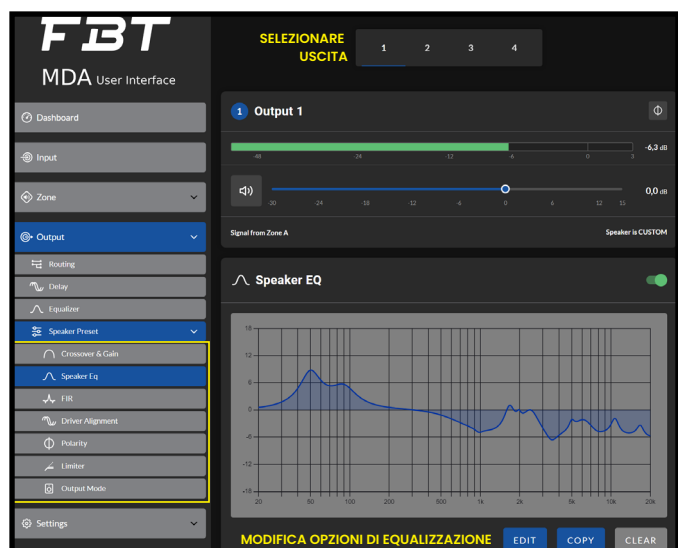 FBT
MDA User Interface
Dashboard
Input
Zone
Output
Routing
Delay
Equalizer
Speaker Preset
Crossover & Gain
Speaker Eq
FIR
Driver Alignment
Polarity
Limiter
Output Mode
Settings
SELEZIONARE
USCITA
1 2 3 4
1 Output 1
-6,3 dB
-48 -24 -12 -6 0 3
0,0 dB
-30 -24 -18 -12 -6 0 6 12 15
Signal from Zone A Speaker is CUSTOM
Speaker EQ
18
12
6
0
-6
-12
-18
20 50 100 200 500 1K 2K 5k 10K 20k
MODIFICA OPZIONI DI EQUALIZZAZIONE EDIT COPY CLEAR